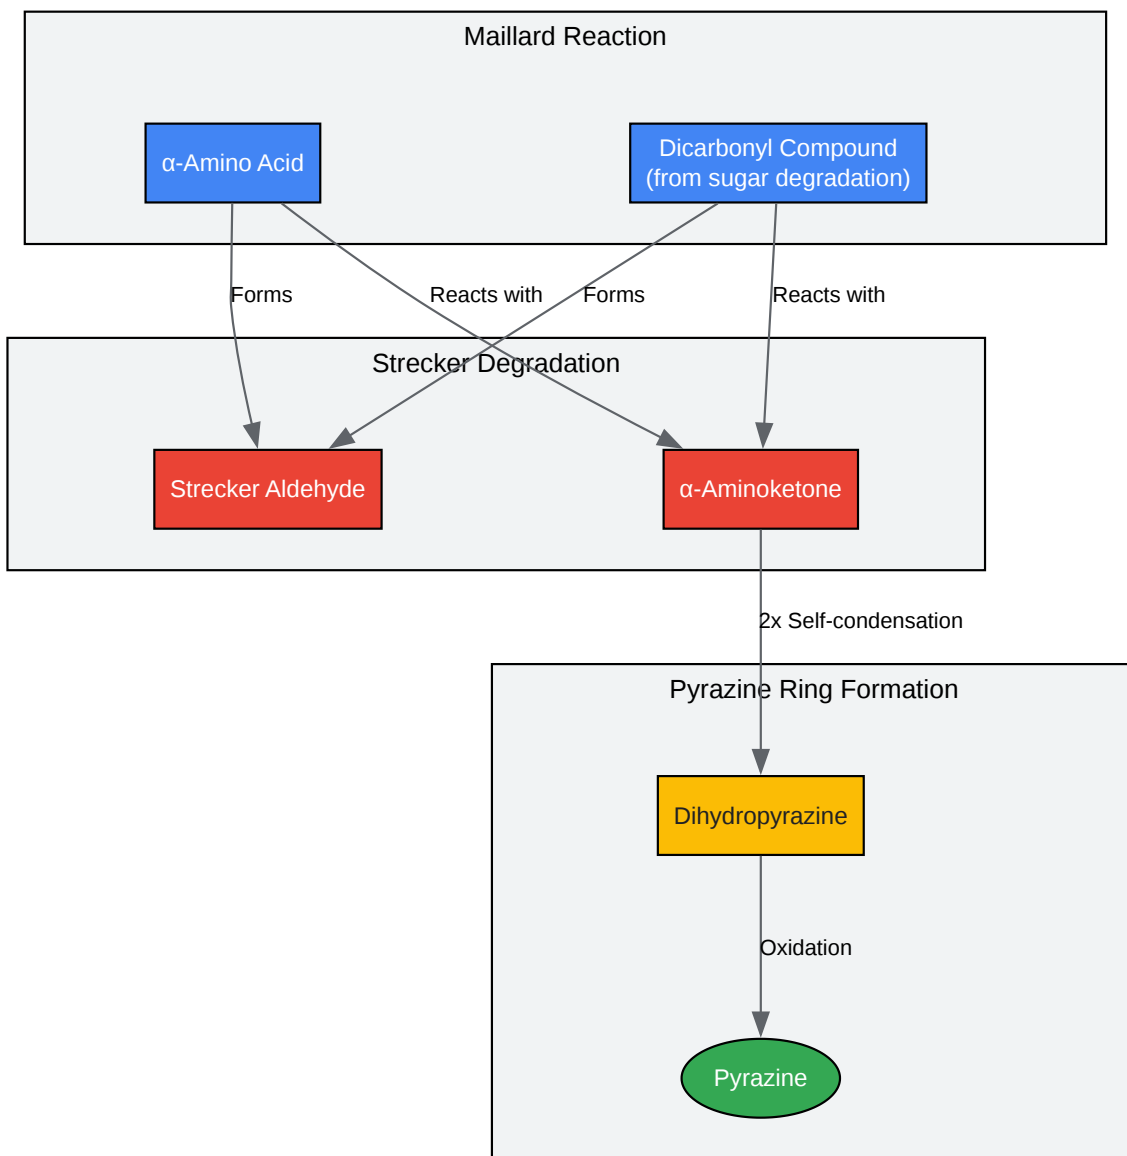 Maillard Reaction
α-Amino Acid
Dicarbonyl Compound
(from sugar degradation)
Forms
Reacts with
Forms
Reacts with
Strecker Degradation
Strecker Aldehyde
α-Aminoketone
2x Self-condensation
Pyrazine Ring Formation
Dihydropyrazine
Oxidation
Pyrazine